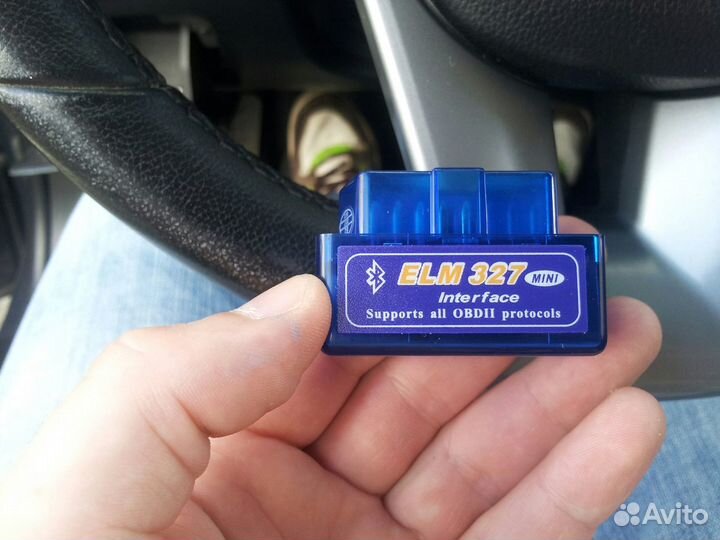 ELM 327 MINI
Interface
Supports all OBDII protocols
Avito